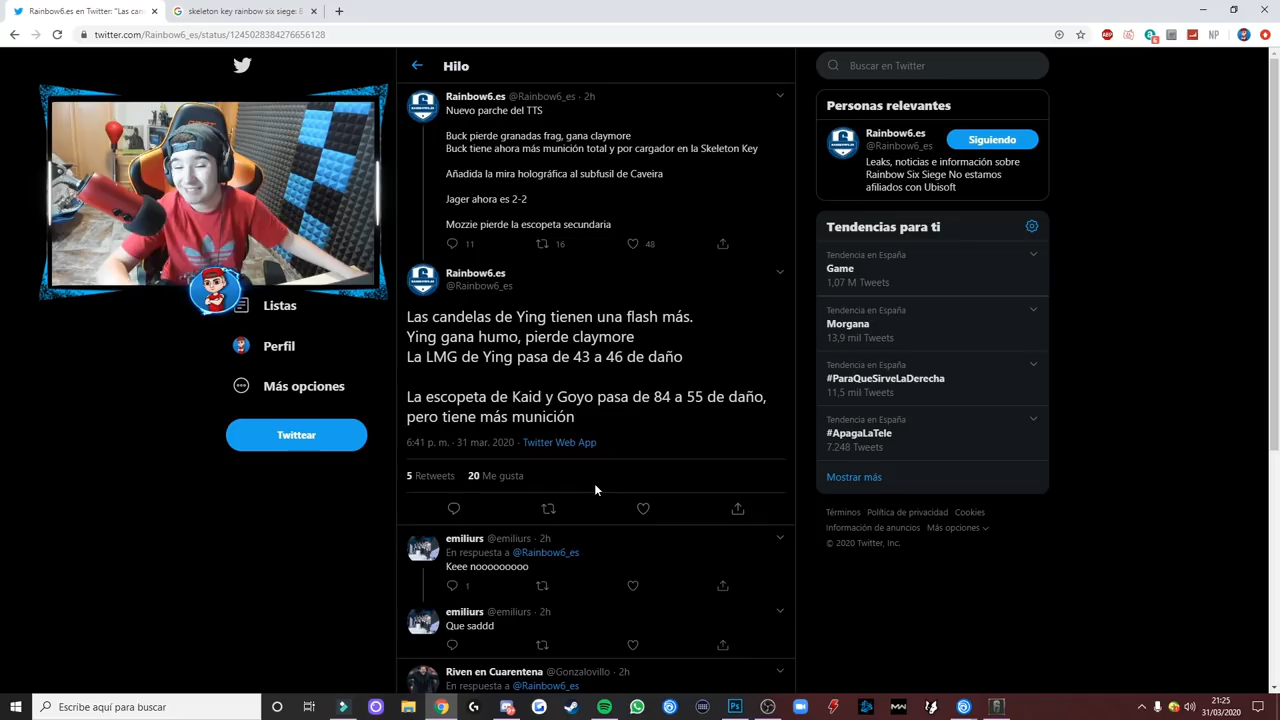 Rainbow6.es en Twitter: "Las can
skeleton key rainbow six siege: B
twitter.com/Rainbow6_es/status/1245028384276656128
NP
Hilo
Buscar en Twitter
Rainbow6.es @Rainbow6_es · 2h
Nuevo parche del TTS
Buck pierde granadas frag, gana claymore
Buck tiene ahora más munición total y por cargador en la Skeleton Key
Añadida la mira holográfica al subfusil de Caveira
Jager ahora es 2-2
Mozzie pierde la escopeta secundaria
11 16 48
Rainbow6.es
@Rainbow6_es
Las candelas de Ying tienen una flash más.
Ying gana humo, pierde claymore
La LMG de Ying pasa de 43 a 46 de daño
La escopeta de Kaid y Goyo pasa de 84 a 55 de daño,
pero tiene más munición
6:41 p. m. · 31 mar. 2020 · Twitter Web App
5 Retweets 20 Me gusta
emiliurs @emiliurs · 2h
En respuesta a @Rainbow6_es
Keee nooooooooo
1
emiliurs @emiliurs · 2h
Que saddd
Riven en Cuarentena @Gonzalovillo · 2h
En respuesta a @Rainbow6_es
Listas
Perfil
Más opciones
Twittear
Personas relevantes
Rainbow6.es
@Rainbow6_es
Siguiendo
Leaks, noticias e información sobre
Rainbow Six Siege No estamos
afiliados con Ubisoft
Tendencias para ti
Tendencia en España
Game
1,07 M Tweets
Tendencia en España
Morgana
13,9 mil Tweets
Tendencia en España
#ParaQueSirveLaDerecha
11,5 mil Tweets
Tendencia en España
#ApagaLaTele
7.248 Tweets
Mostrar más
Términos Política de privacidad Cookies
Información de anuncios Más opciones
© 2020 Twitter, Inc.
Escribe aquí para buscar
21:25
31/03/2020